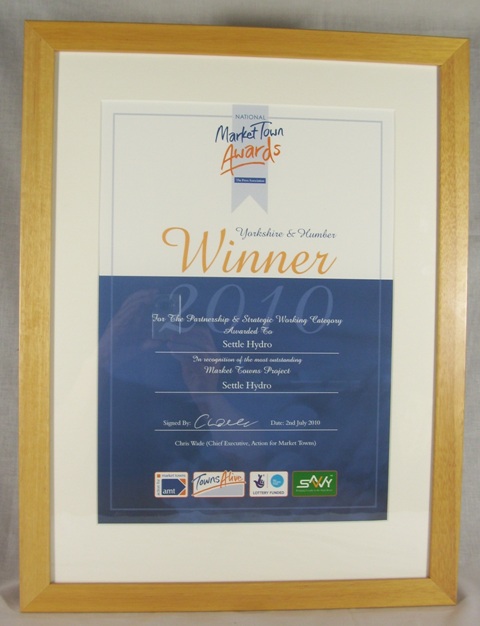 NATIONAL
Market Town
Awards
Yorkshire & Humber
Winner
2010
For The Partnership & Strategic Working Category
Awarded To
Settle Hydro
In recognition of the most outstanding
Market Towns Project
Settle Hydro
Signed By: Date: 2nd July 2010
Chris Wade (Chief Executive, Action for Market Towns)
market towns
amt
Towns Alive
LOTTERY FUNDED
SAVVY